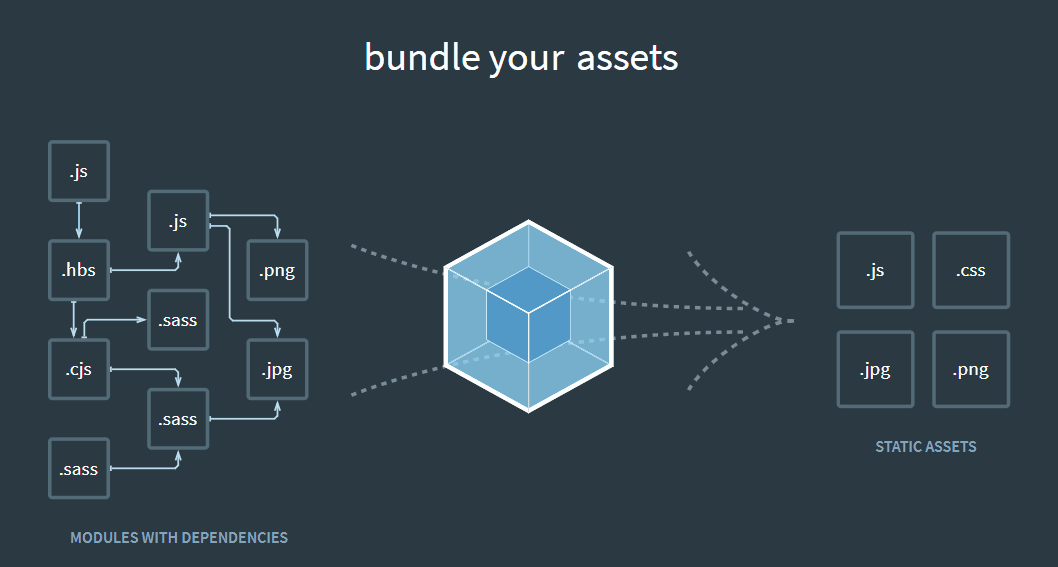 bundle your assets
.js
.js
.hbs
.png
.sass
.cjs
.jpg
.sass
.sass
MODULES WITH DEPENDENCIES
.js
.css
.jpg
.png
STATIC ASSETS